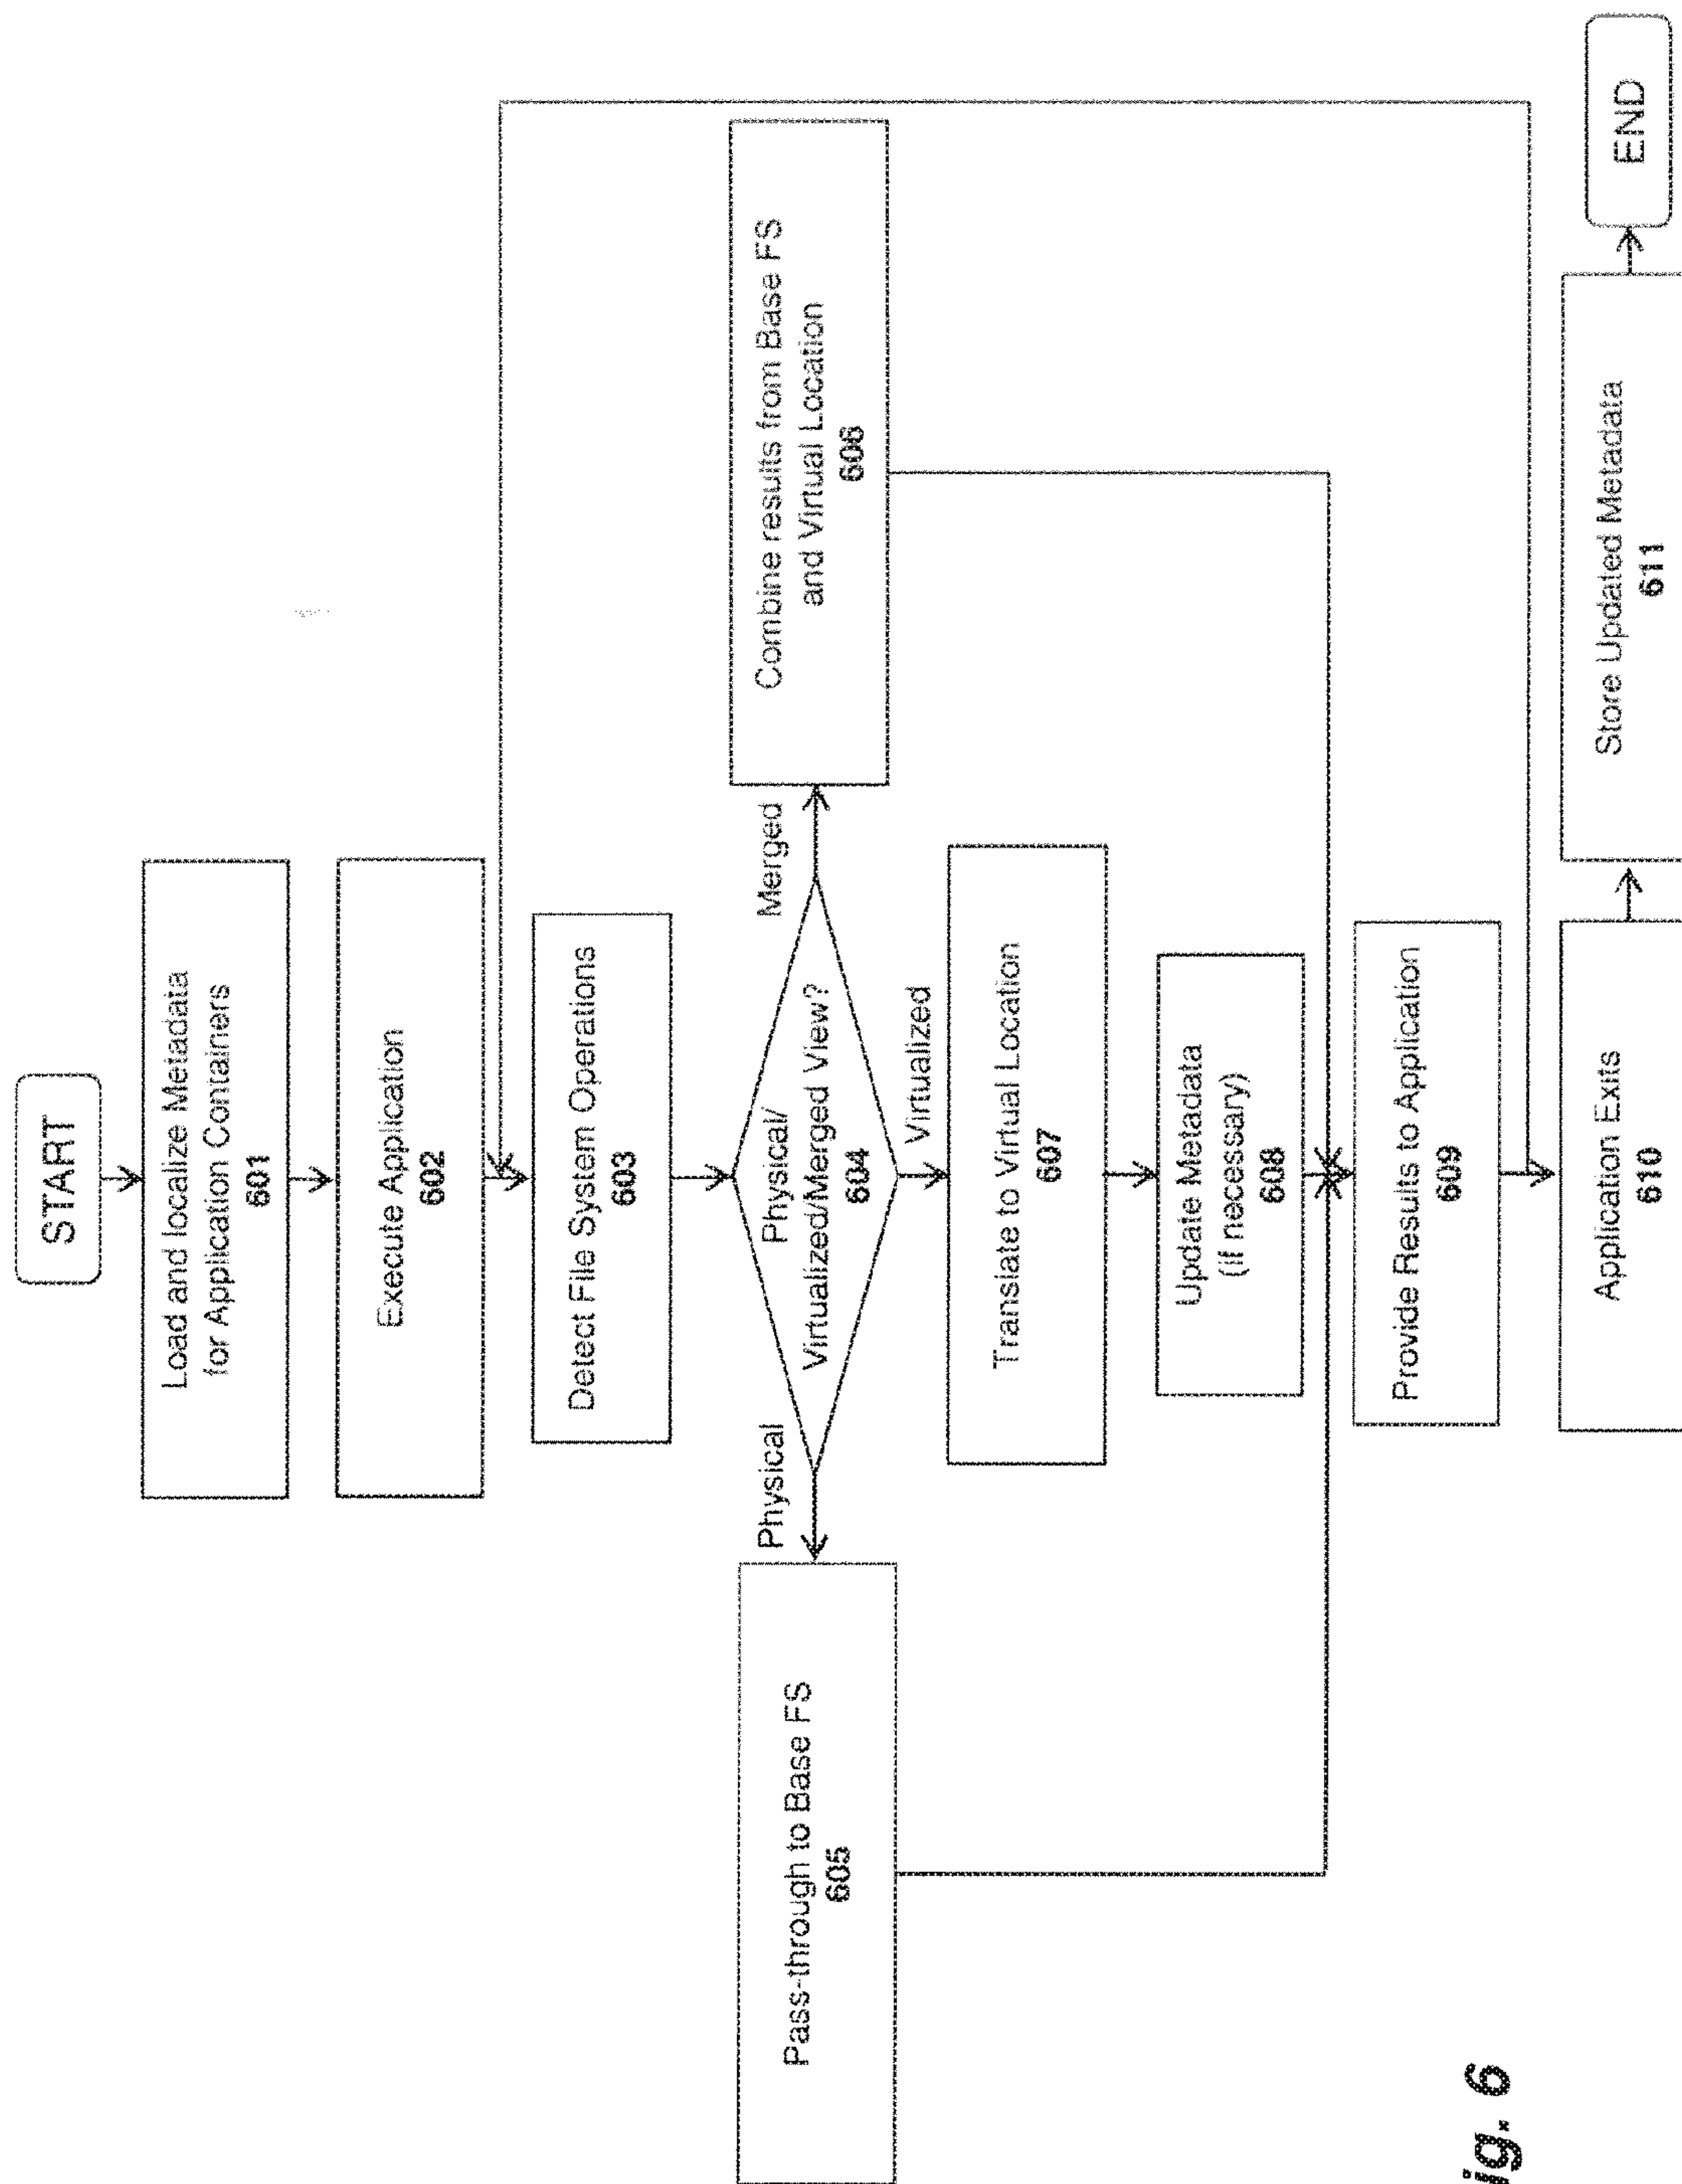 START
Load and localize Metadata
for Application Containers
601
Execute Application
602
Detect File System Operations
603
Physical/
Virtualized/Merged View?
604
Physical
Merged
Virtualized
Pass-through to Base FS
605
Combine results from Base FS
and Virtual Location
606
Translate to Virtual Location
607
Update Metadata
(if necessary)
608
Provide Results to Application
609
Application Exits
610
Store Updated Metadata
611
END
ig. 6